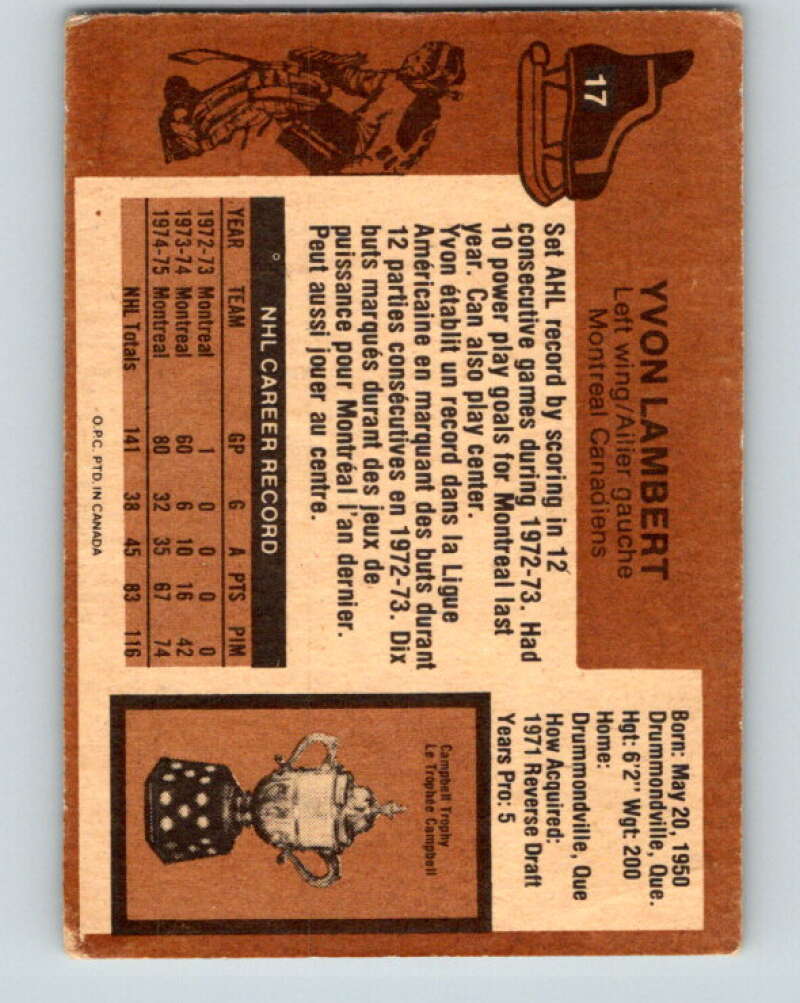 17
YVON LAMBERT
Left wing/Ailier gauche
Montreal Canadiens
Born: May 20, 1950
Drummondville, Que.
Hgt: 6'2" Wgt: 200
Home:
Drummondville, Que
How Acquired:
1971 Reverse Draft
Years Pro: 5
Set AHL record by scoring in 12
consecutive games during 1972-73. Had
10 power play goals for Montreal last
year. Can also play center.
Yvon établit un record dans la Ligue
Américaine en marquant des buts durant
12 parties consécutives en 1972-73. Dix
buts marqués durant des jeux de
puissance pour Montréal l'an dernier.
Peut aussi jouer au centre.
NHL CAREER RECORD
YEAR TEAM GP G A PTS PIM
1972-73 Montreal 1 0 0 0 0
1973-74 Montreal 60 6 10 16 42
1974-75 Montreal 80 32 35 67 74
NHL Totals 141 38 45 83 116
O.P.C. PTD. IN CANADA
Campbell Trophy
Le Trophée Campbell